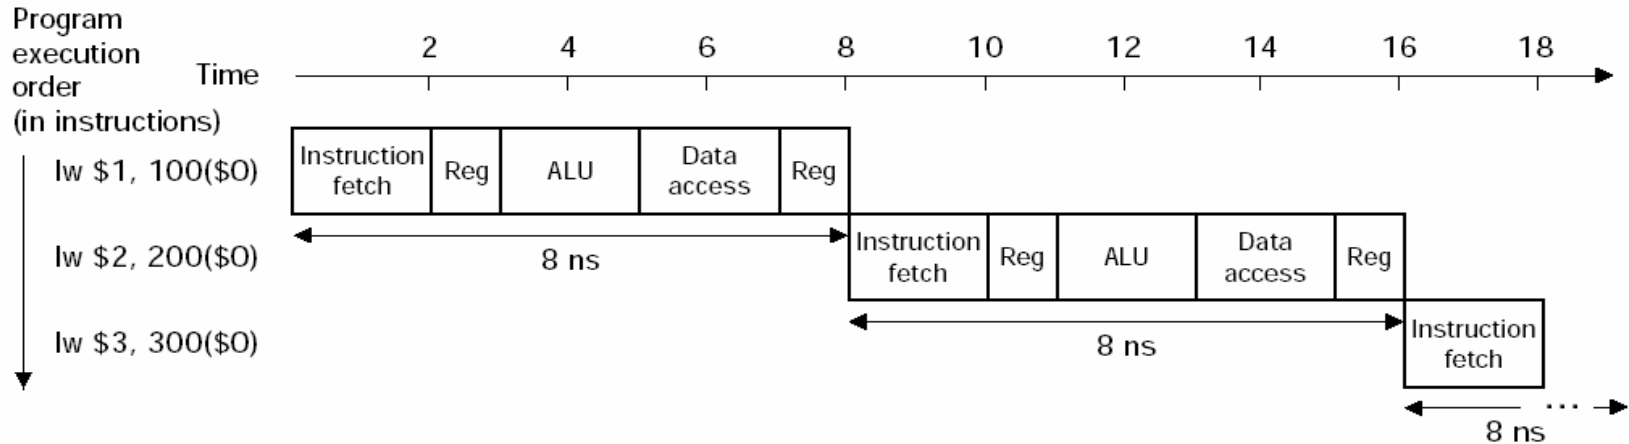 Program
execution
order
(in instructions)
Time
2 4 6 8 10 12 14 16 18
lw $1, 100($0)
Instruction
fetch
Reg
ALU
Data
access
Reg
8 ns
lw $2, 200($0)
Instruction
fetch
Reg
ALU
Data
access
Reg
8 ns
lw $3, 300($0)
Instruction
fetch
...
8 ns